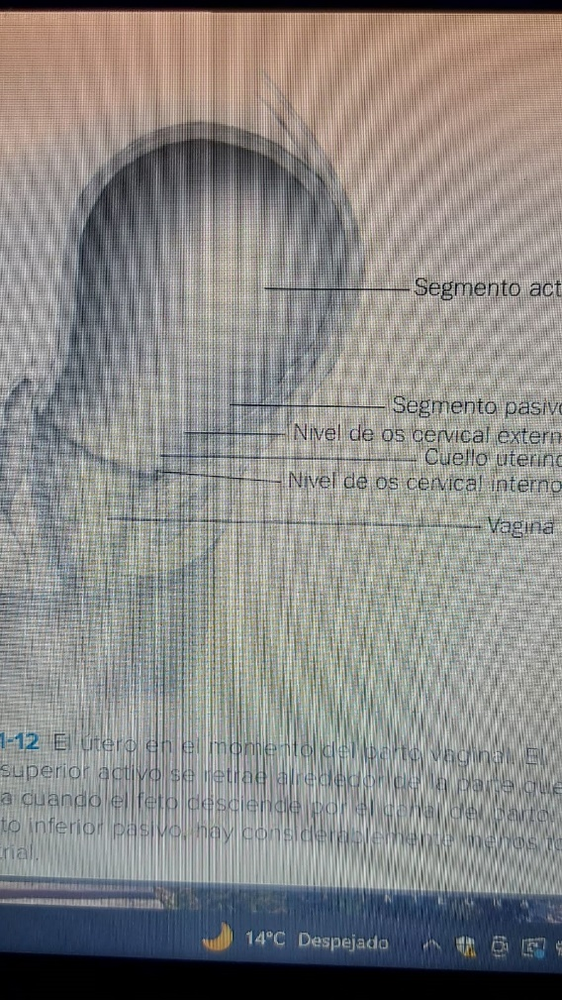 Segmento act
Segmento pasivo
Nivel de os cervical extern
Cuello uterino
Nivel de os cervical interno
Vagina
1-12 El útero en el momento del parto vaginal. El
superior activo se retrae alrededor de la parte que
a cuando el feto desciende por el canal del parto.
to inferior pasivo, hay considerablemente menos to
trial.
14°C Despejado